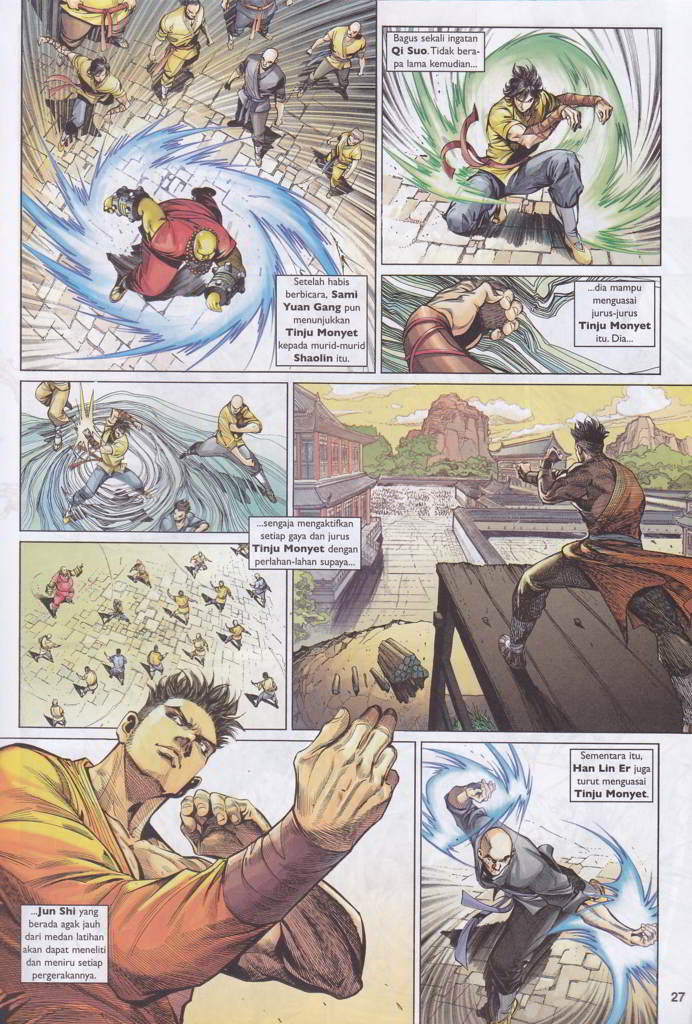 Setelah habis
berbicara, Sami
Yuan Gang pun
menunjukkan
Tinju Monyet
kepada murid-murid
Shaolin itu.
Bagus sekali ingatan
Qi Suo. Tidak bera-
pa lama kemudian...
...dia mampu
menguasai
jurus-jurus
Tinju Monyet
itu. Dia...
...sengaja mengaktifkan
setiap gaya dan jurus
Tinju Monyet dengan
perlahan-lahan supaya...
...Jun Shi yang
berada agak jauh
dari medan latihan
akan dapat meneliti
dan meniru setiap
pergerakannya.
Sementara itu,
Han Lin Er juga
turut menguasai
Tinju Monyet.
27